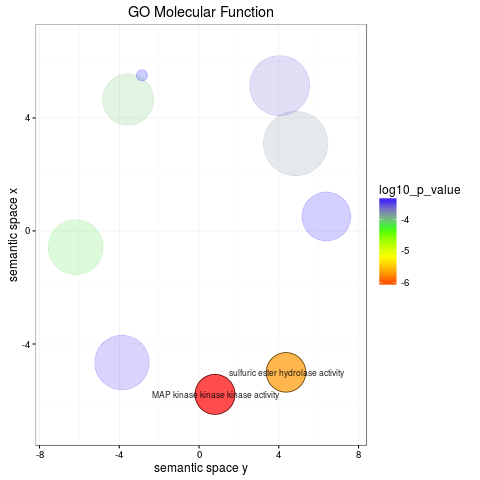 GO Molecular Function
semantic space x
4
0
-4
sulfuric ester hydrolase activity
MAP kinase kinase kinase activity
-8
-4
0
4
8
semantic space y
log10_p_value
-4
-5
-6